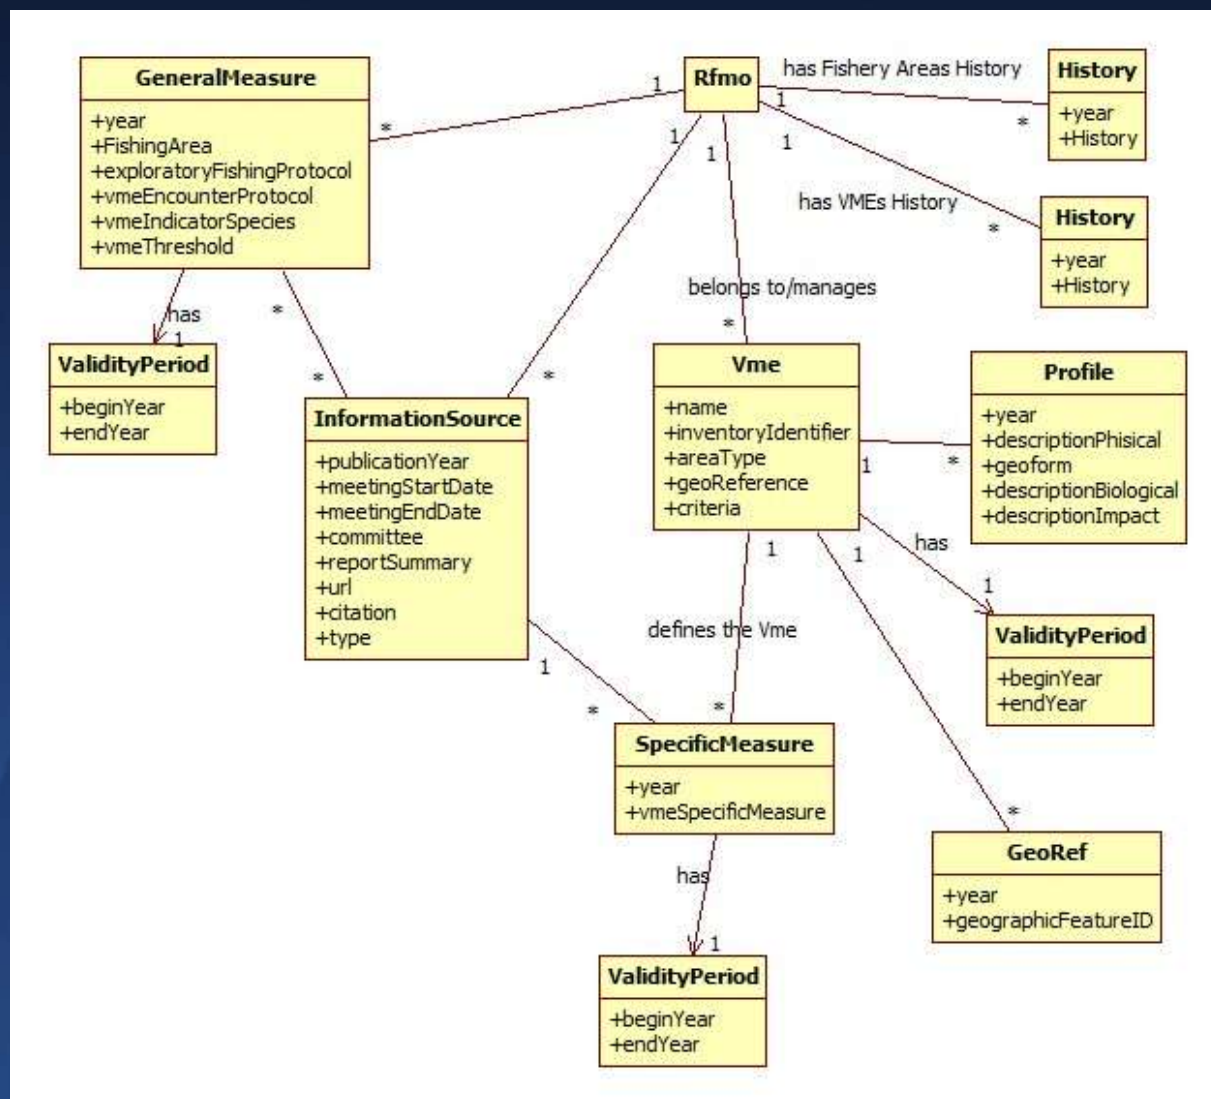 GeneralMeasure
+year
+FishingArea
+exploratoryFishingProtocol
+vmeEncounterProtocol
+vmeIndicatorSpecies
+vmeThreshold
*
1
Rfmo
has Fishery Areas History
1
*
History
+year
+History
1
has VMEs History
*
History
+year
+History
1
*
1
belongs to/manages
*
has
1
ValidityPeriod
+beginYear
+endYear
*
*
InformationSource
+publicationYear
+meetingStartDate
+meetingEndDate
+committee
+reportSummary
+url
+citation
+type
Vme
+name
+inventoryIdentifier
+areaType
+geoReference
+criteria
1
*
Profile
+year
+descriptionPhisical
+geoform
+descriptionBiological
+descriptionImpact
has
1
ValidityPeriod
+beginYear
+endYear
1
defines the Vme
*
1
*
1
*
SpecificMeasure
+year
+vmeSpecificMeasure
GeoRef
+year
+geographicFeatureID
has
1
ValidityPeriod
+beginYear
+endYear